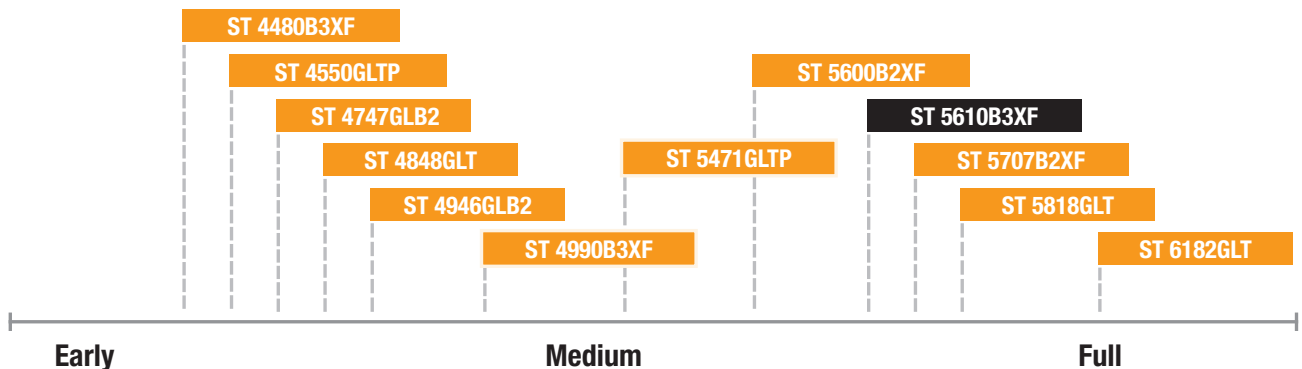 ST 4480B3XF
ST 4550GLTP
ST 5600B2XF
ST 4747GLB2
ST 5610B3XF
ST 4848GLT
ST 5471GLTP
ST 5707B2XF
ST 4946GLB2
ST 5818GLT
ST 4990B3XF
ST 6182GLT
Early
Medium
Full